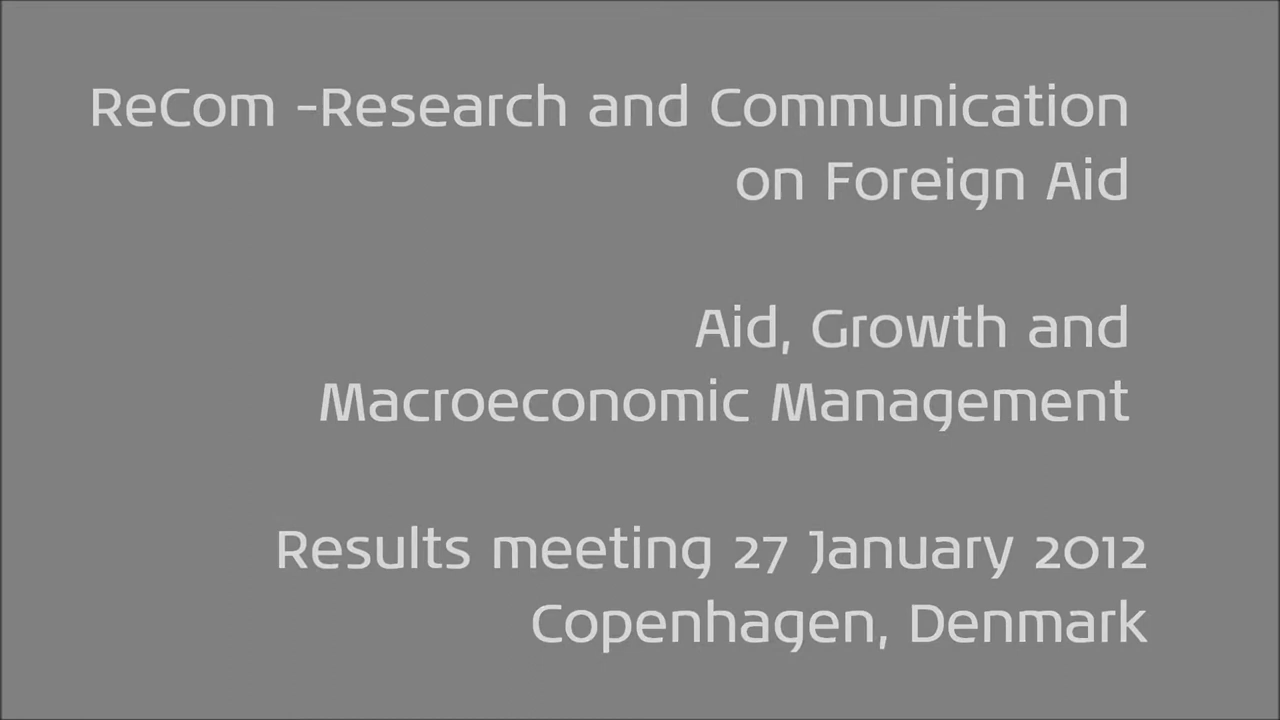 ReCom -Research and Communication
on Foreign Aid
Aid, Growth and
Macroeconomic Management
Results meeting 27 January 2012
Copenhagen, Denmark